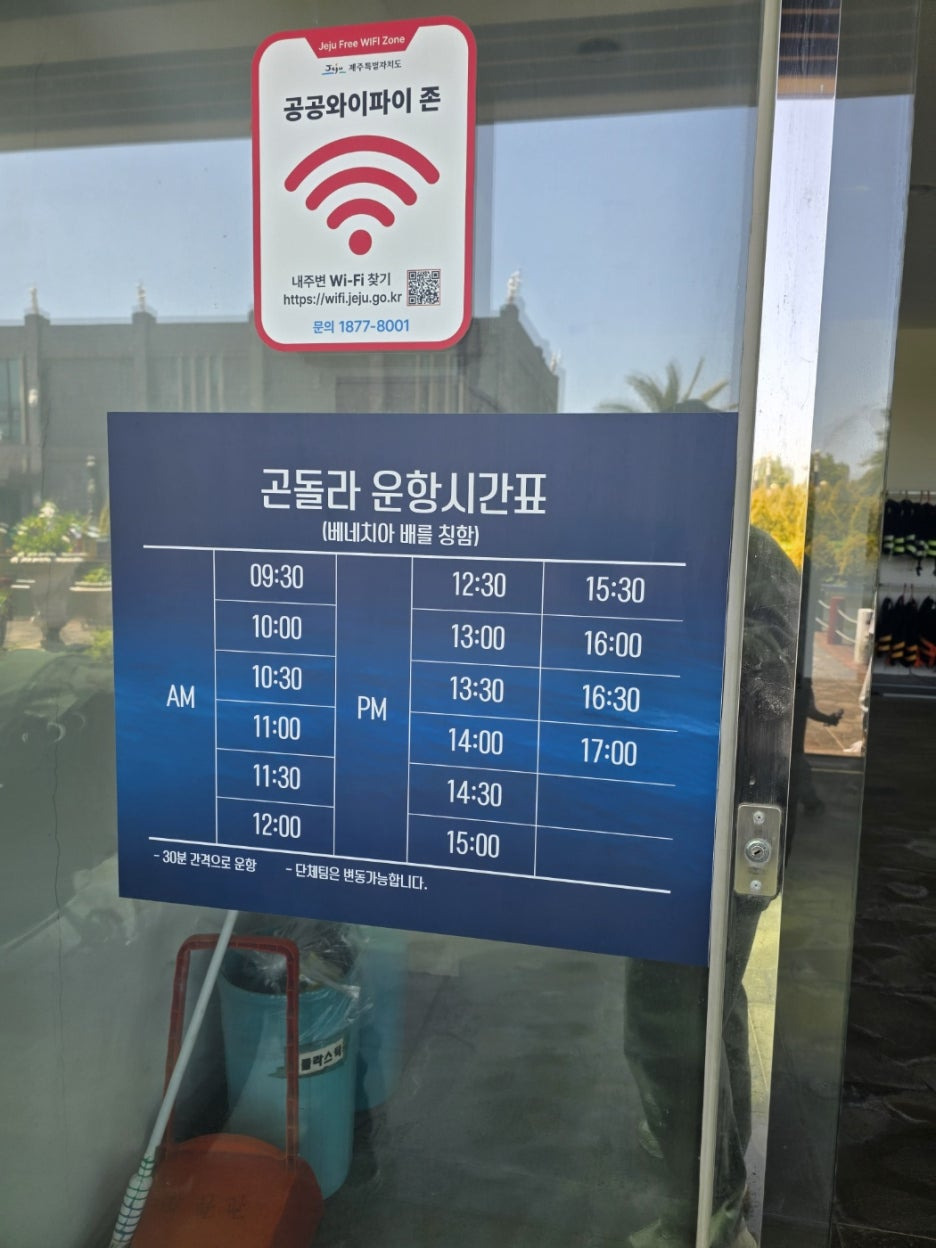 Jeju Free WIFI Zone
Jeju 제주특별자치도
공공와이파이 존
내주변 Wi-Fi 찾기
https://wifi.jeju.go.kr
문의 1877-8001
곤돌라 운항시간표
(베네치아 배를 칭함)
AM
09:30
10:00
10:30
11:00
11:30
12:00
PM
12:30 15:30
13:00 16:00
13:30 16:30
14:00 17:00
14:30
15:00
- 30분 간격으로 운항 - 단체팀은 변동가능합니다.